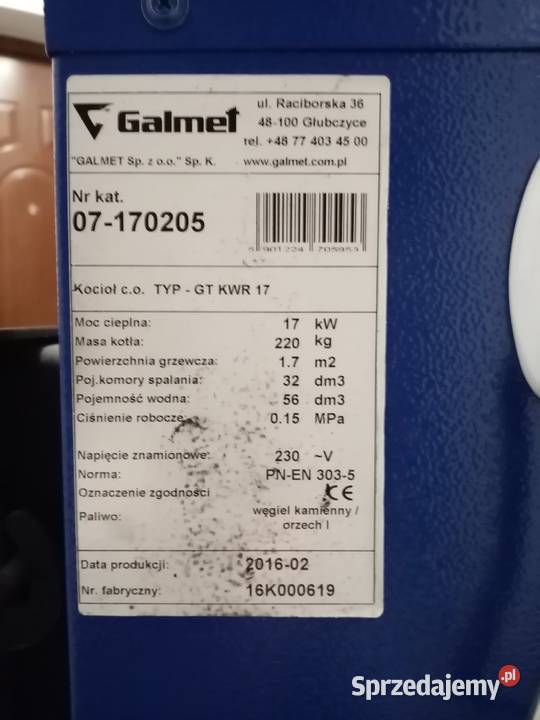 Galmet
ul. Raciborska 36
48-100 Głubczyce
tel. +48 77 403 45 00
"GALMET Sp. z o.o." Sp. K. www.galmet.com.pl
Nr kat.
07-170205
5 901224 705953
Kocioł c.o. TYP - GT KWR 17
Moc cieplna: 17 kW
Masa kotła: 220 kg
Powierzchnia grzewcza: 1.7 m2
Poj.komory spalania: 32 dm3
Pojemność wodna: 56 dm3
Ciśnienie robocze: 0.15 MPa
Napięcie znamionowe: 230 ~V
Norma: PN-EN 303-5
Oznaczenie zgodności CE
Paliwo: węgiel kamienny /
orzech I
Data produkcji: 2016-02
Nr. fabryczny: 16K000619
Sprzedajemy.pl